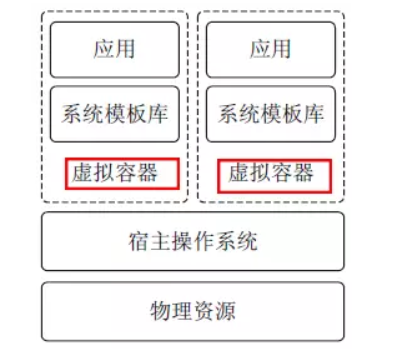 应用
应用
系统模板库
系统模板库
虚拟容器
虚拟容器
宿主操作系统
物理资源